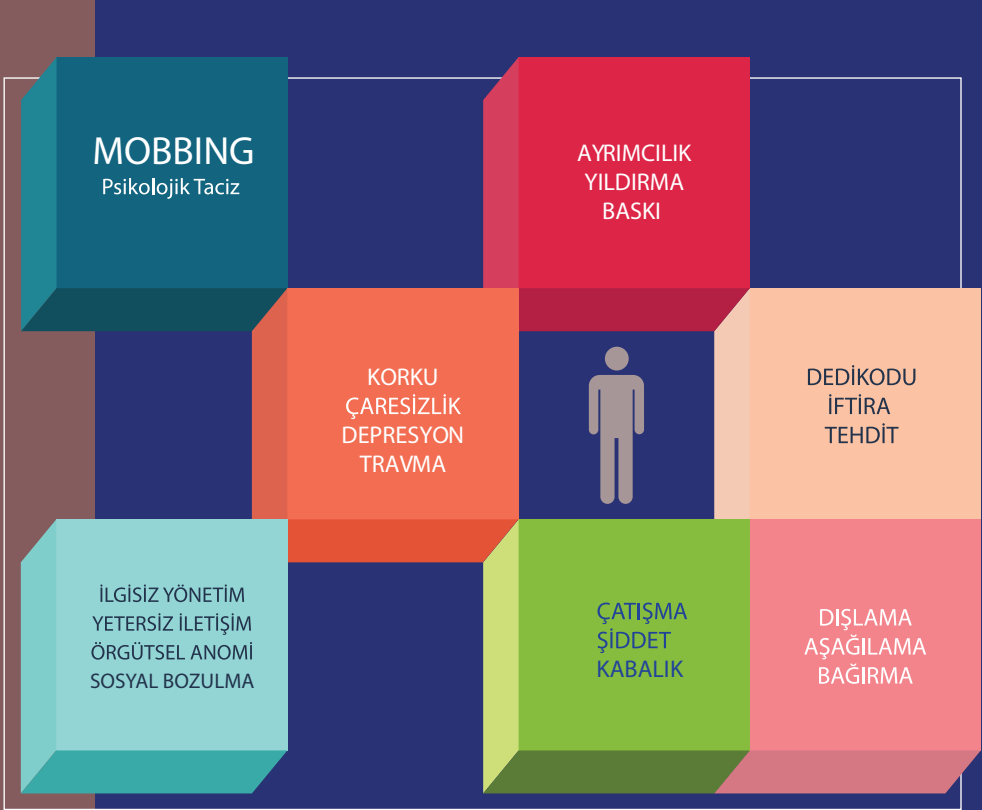 MOBBING
Psikolojik Taciz
AYRIMCILIK
YILDIRMA
BASKI
KORKU
ÇARESİZLİK
DEPRESYON
TRAVMA
DEDİKODU
İFTİRA
TEHDİT
İLGİSİZ YÖNETİM
YETERSİZ İLETİŞİM
ÖRGÜTSEL ANOMİ
SOSYAL BOZULMA
ÇATIŞMA
ŞİDDET
KABALIK
DIŞLAMA
AŞAĞILAMA
BAĞIRMA